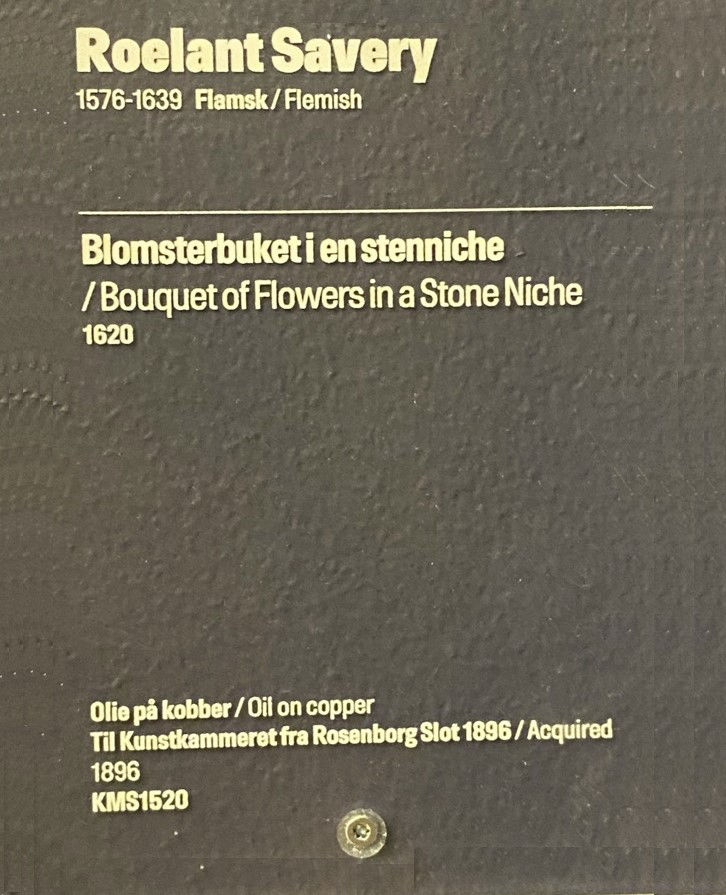 Roelant Savery
1576-1639 Flamsk / Flemish
Blomsterbuket i en stenniche
/ Bouquet of Flowers in a Stone Niche
1620
Olie på kobber / Oil on copper
Til Kunstkammeret fra Rosenborg Slot 1896 / Acquired
1896
KMS1520